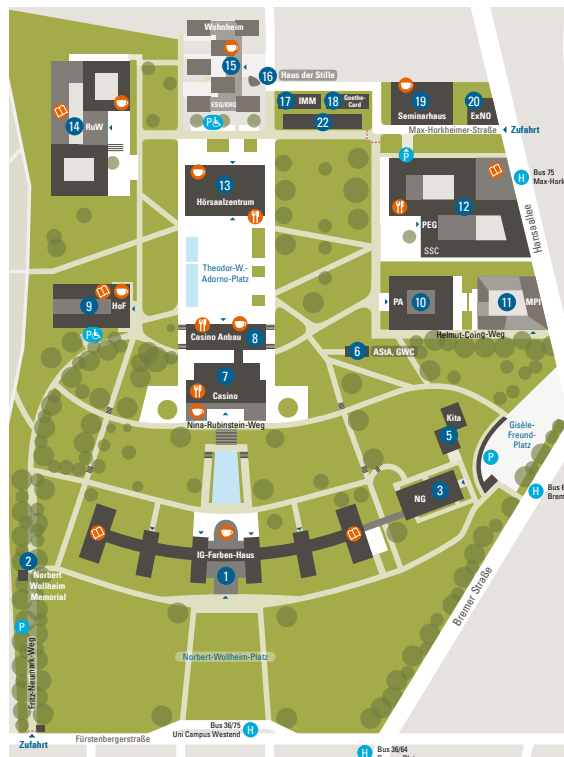 Wohnheim
15
16
Haus der Stille
ESG/KHG
P
17
IMM
18
Goethe-
Card
22
19
Seminarhaus
20
ExNO
Max-Horkheimer-Straße
Zufahrt
14
RuW
13
Hörsaalzentrum
P
12
PEG
SSC
H
Bus 75
Max-Hork
Hansaallee
Theodor-W.-
Adorno-Platz
9
HoF
P
PA
10
11
MPI
Helmut-Coing-Weg
Casino Anbau
8
6
AStA, GWC
7
Casino
Nina-Rubinstein-Weg
Kita
5
Gisèle-
Freund-
Platz
P
3
NG
H
Bus 6
Brem
IG-Farben-Haus
1
2
Norbert
Wollheim
Memorial
P
Fritz-Neumark-Weg
Bremer Straße
Norbert-Wollheim-Platz
Bus 36/75
Uni Campus Westend
H
Zufahrt
Fürstenbergerstraße
H
Bus 36/64